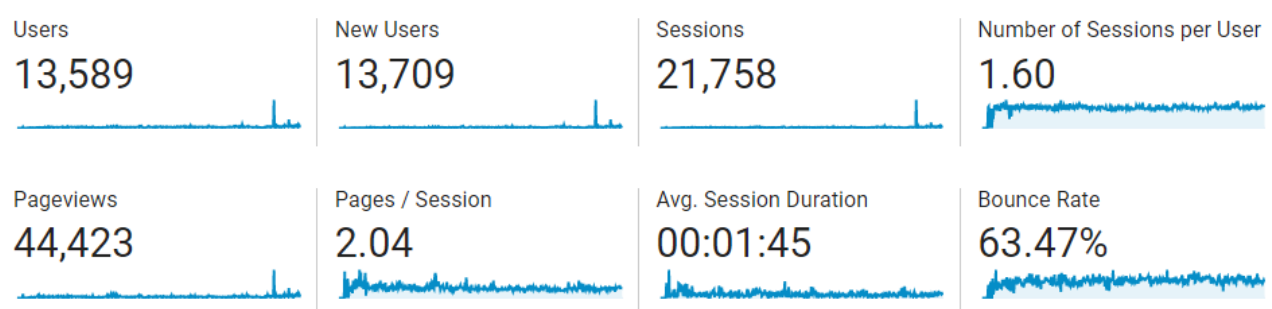 Users
13,589
New Users
13,709
Sessions
21,758
Number of Sessions per User
1.60
Pageviews
44,423
Pages / Session
2.04
Avg. Session Duration
00:01:45
Bounce Rate
63.47%